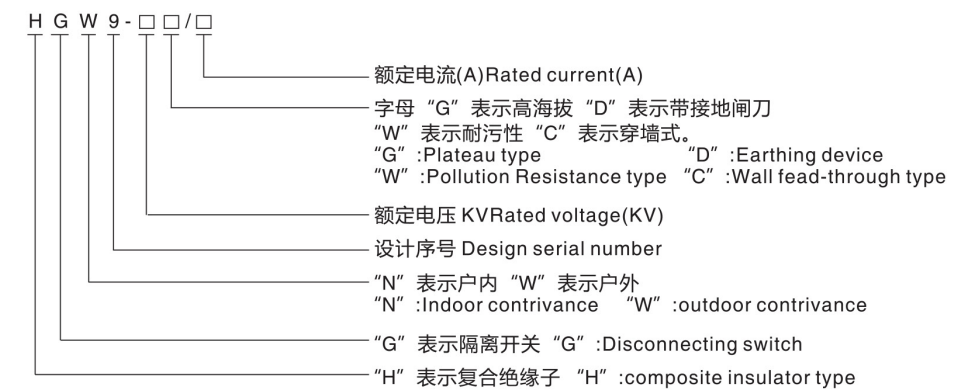 H G W 9 - □ □ / □
额定电流(A)Rated current(A)
字母“G”表示高海拔“D”表示带接地闸刀
“W”表示耐污性“C”表示穿墙式。
“G”:Plateau type “D”:Earthing device
“W”:Pollution Resistance type “C”:Wall fead-through type
额定电压 KVRated voltage(KV)
设计序号 Design serial number
“N”表示户内“W”表示户外
“N”:Indoor contrivance “W”:outdoor contrivance
“G”表示隔离开关“G”:Disconnecting switch
“H”表示复合绝缘子 “H”:composite insulator type